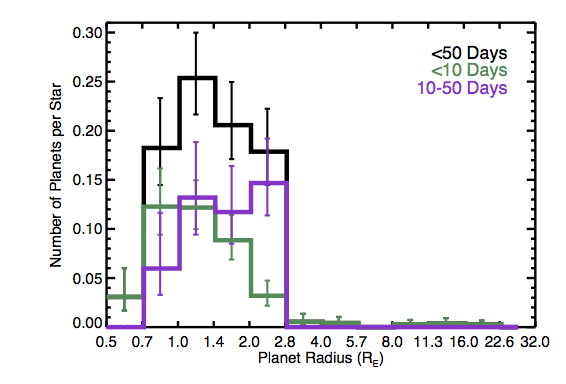 0.30
0.25
0.20
0.15
0.10
0.05
0.00
Number of Planets per Star
<50 Days
<10 Days
10-50 Days
0.5 0.7 1.0 1.4 2.0 2.8 4.0 5.7 8.0 11.3 16.0 22.6 32.0
Planet Radius (R_E)